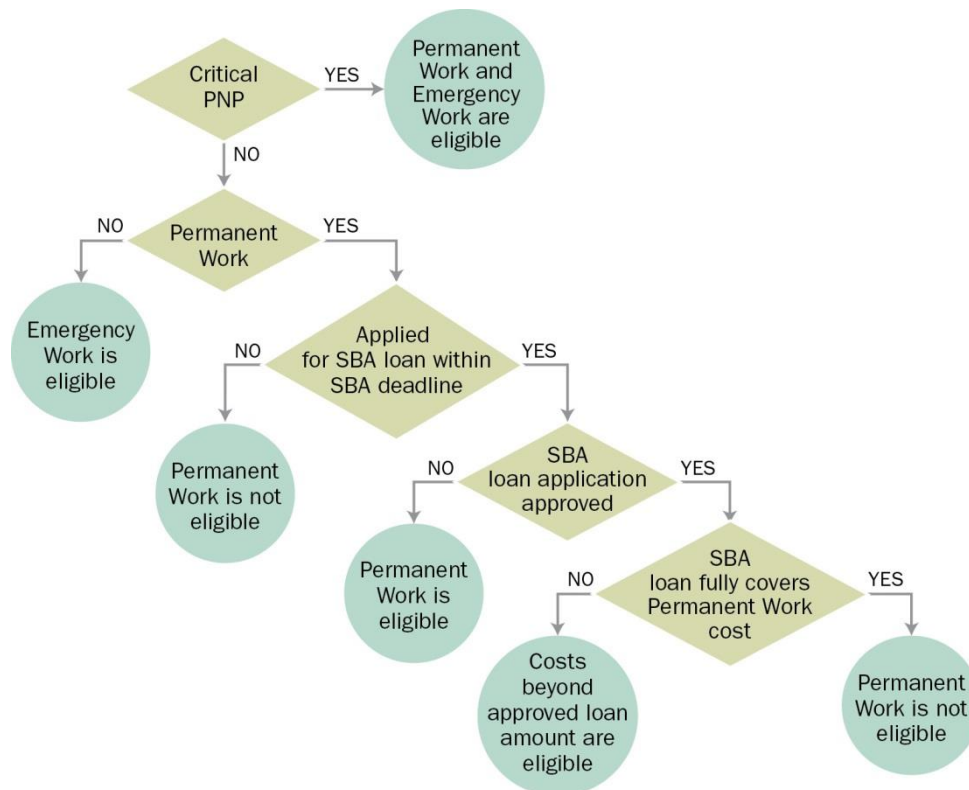 Critical
PNP
YES
Permanent
Work and
Emergency
Work are
eligible
NO
NO
Permanent
Work
YES
Emergency
Work is
eligible
NO
Applied
for SBA loan within
SBA deadline
YES
Permanent
Work is not
eligible
NO
SBA
loan application
approved
YES
Permanent
Work is
eligible
NO
SBA
loan fully covers
Permanent Work
cost
YES
Costs
beyond
approved loan
amount are
eligible
Permanent
Work is not
eligible